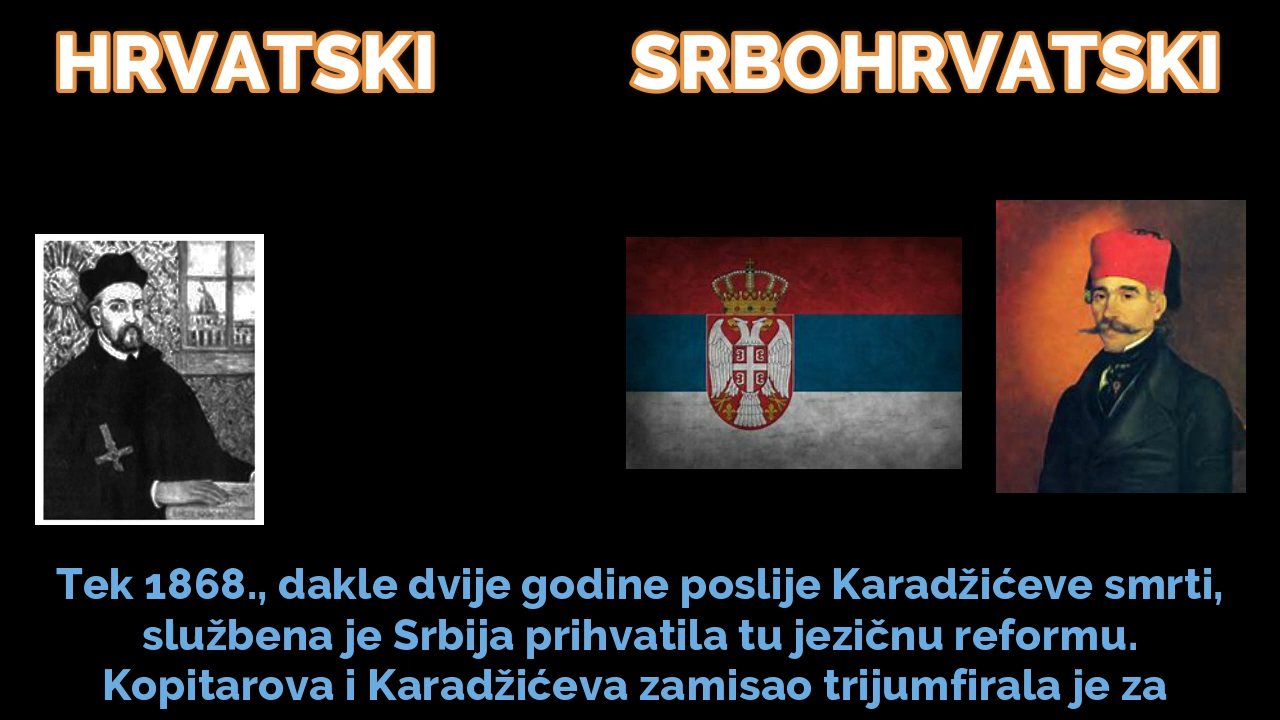 HRVATSKI
SRBOHRVATSKI
Tek 1868., dakle dvije godine poslije Karadžićeve smrti,
službena je Srbija prihvatila tu jezičnu reformu.
Kopitarova i Karadžićeva zamisao trijumfirala je za